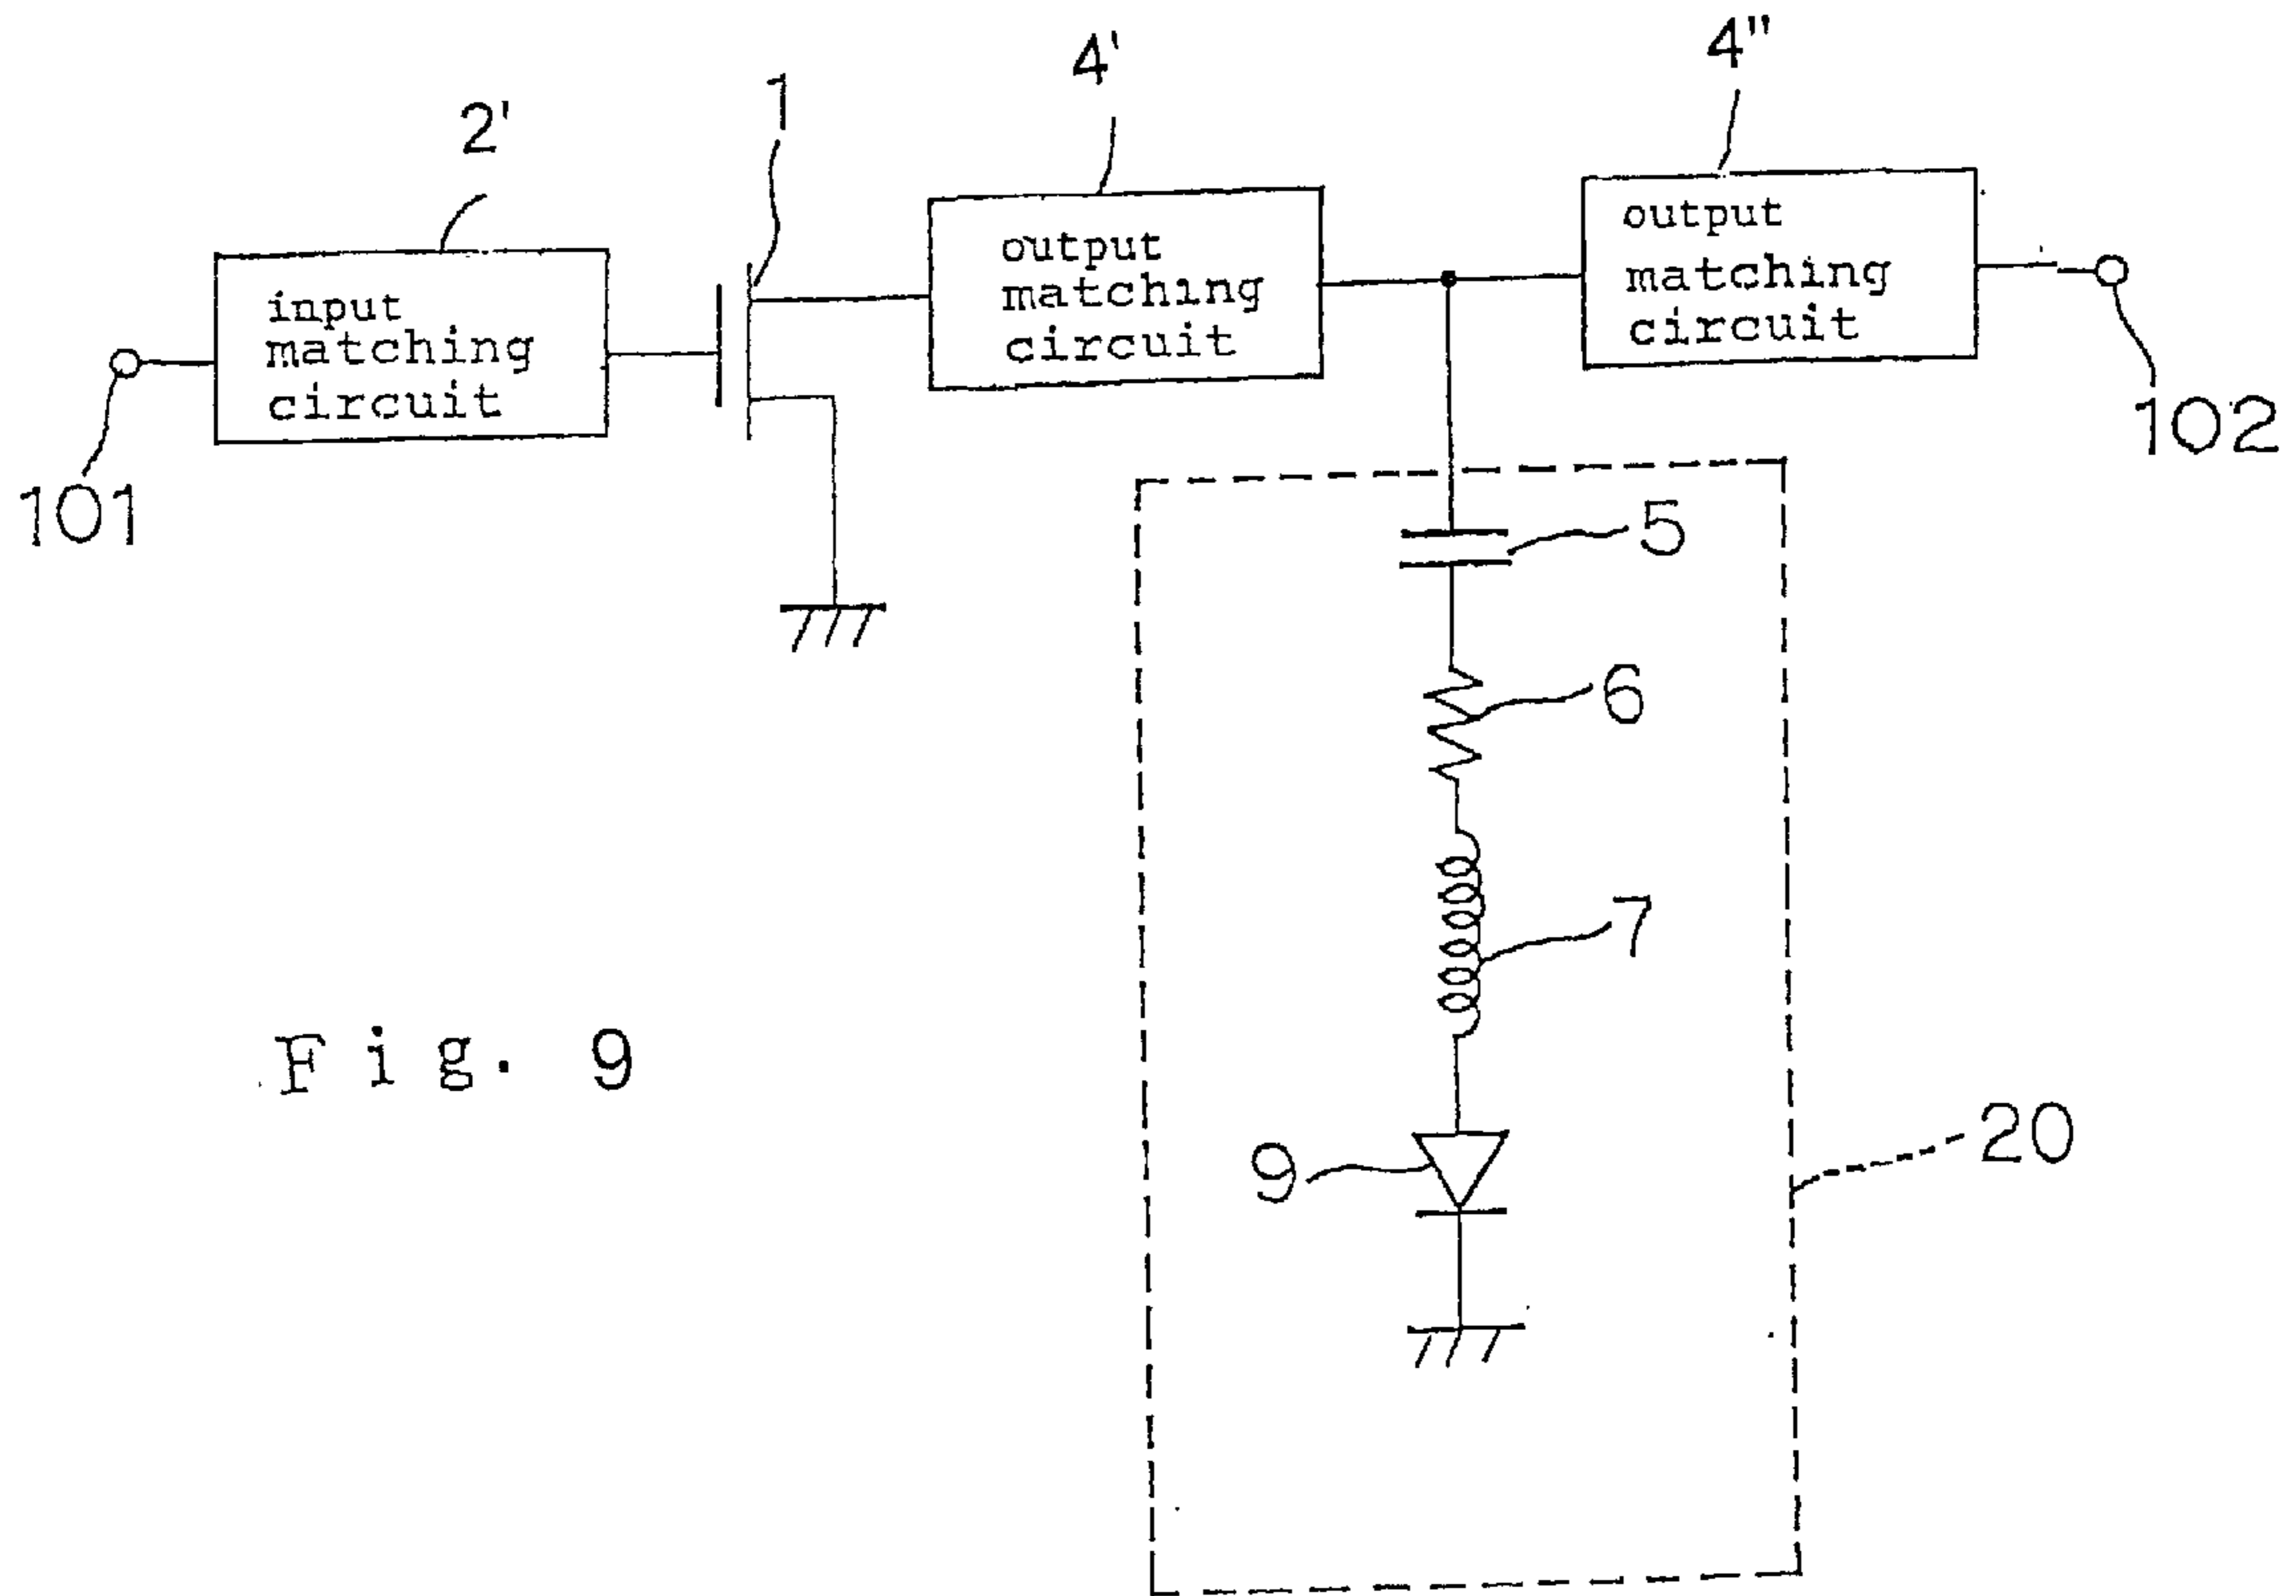 4"
4'
1
2'
output
matching
circuit
output
matching
circuit
input
matching
circuit
102
101
5
6
7
Fig. 9
9
20